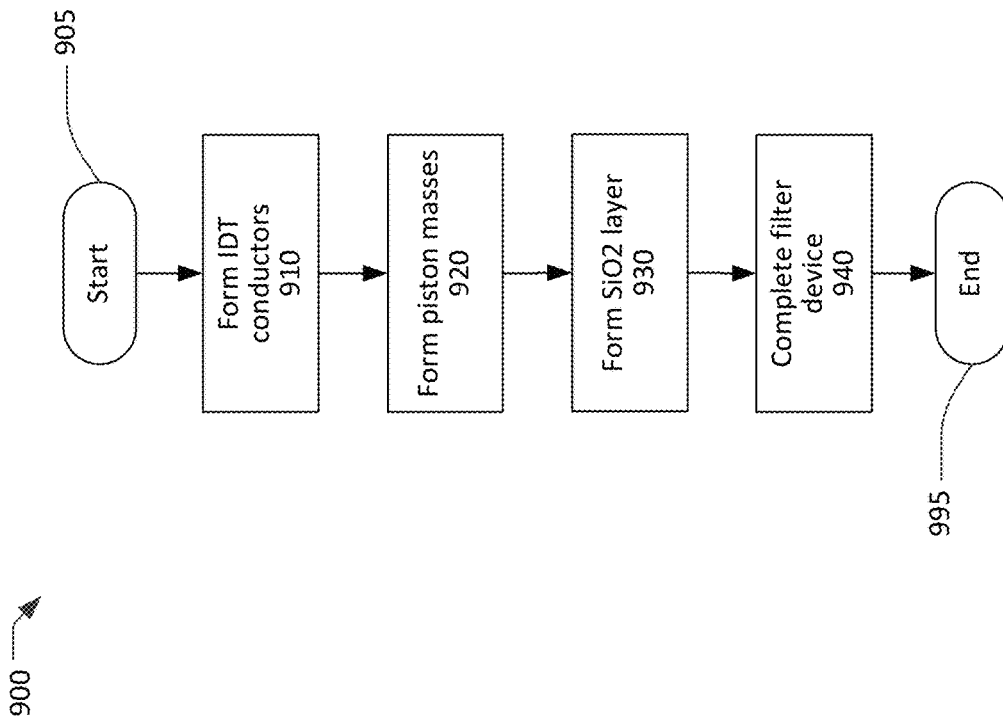 900
905
Start
Form IDT
conductors
910
Form piston masses
920
Form SiO2 layer
930
Complete filter
device
940
End
995